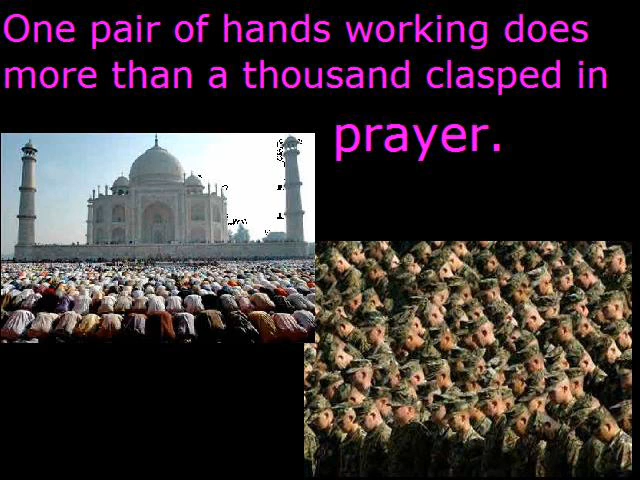 One pair of hands working does
more than a thousand clasped in
prayer.